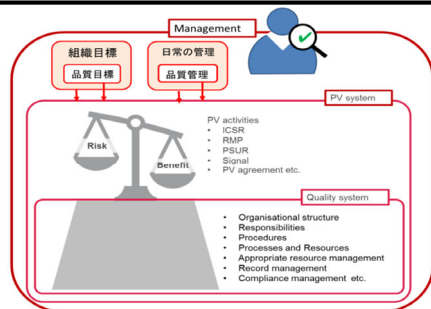 Management
組織目標
品質目標
日常の管理
品質管理
PV system
PV activities
• ICSR
• RMP
• PSUR
• Signal
• PV agreement etc.
Risk
Benefit
Quality system
• Organisational structure
• Responsibilities
• Procedures
• Processes and Resources
• Appropriate resource management
• Record management
• Compliance management etc.